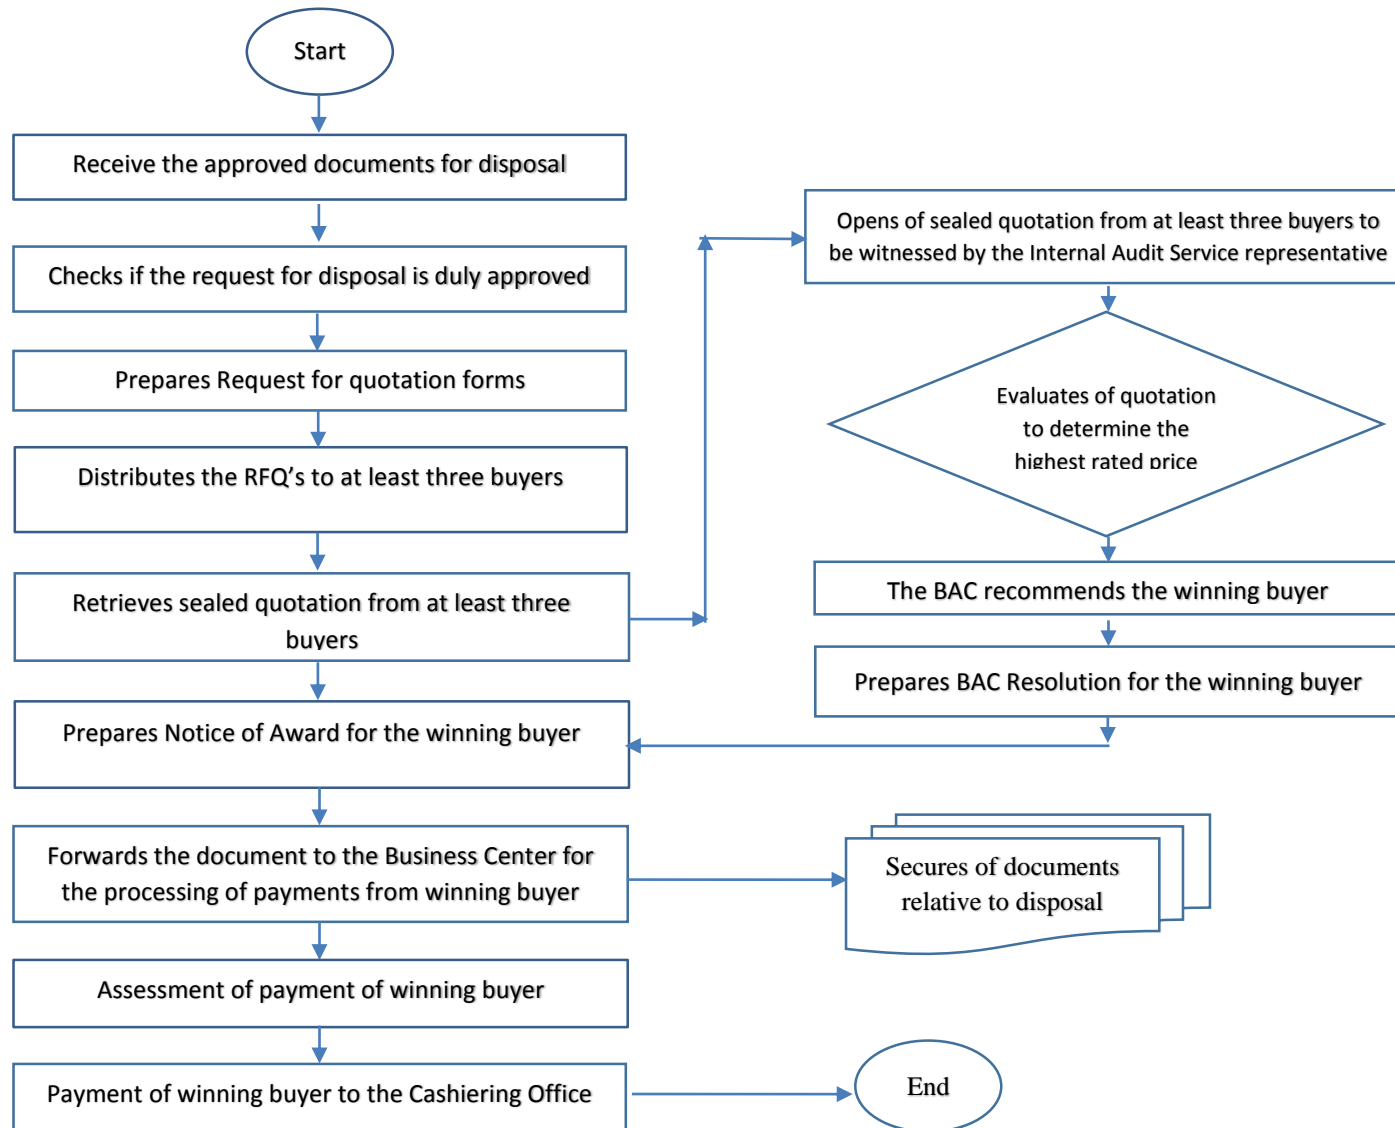 Start
Receive the approved documents for disposal
Checks if the request for disposal is duly approved
Prepares Request for quotation forms
Distributes the RFQ's to at least three buyers
Retrieves sealed quotation from at least three
buyers
Opens of sealed quotation from at least three buyers to
be witnessed by the Internal Audit Service representative
Evaluates of quotation
to determine the
highest rated price
The BAC recommends the winning buyer
Prepares BAC Resolution for the winning buyer
Prepares Notice of Award for the winning buyer
Forwards the document to the Business Center for
the processing of payments from winning buyer
Secures of documents
relative to disposal
Assessment of payment of winning buyer
Payment of winning buyer to the Cashiering Office
End